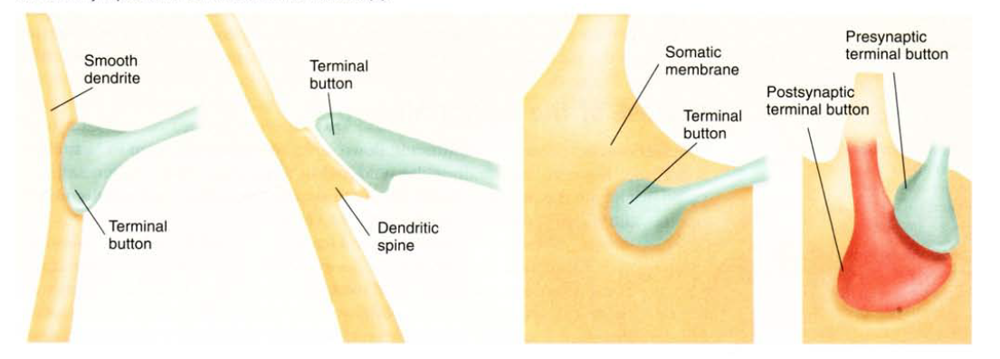 Smooth
dendrite
Terminal
button
Terminal
button
Dendritic
spine
Somatic
membrane
Terminal
button
Presynaptic
terminal button
Postsynaptic
terminal button